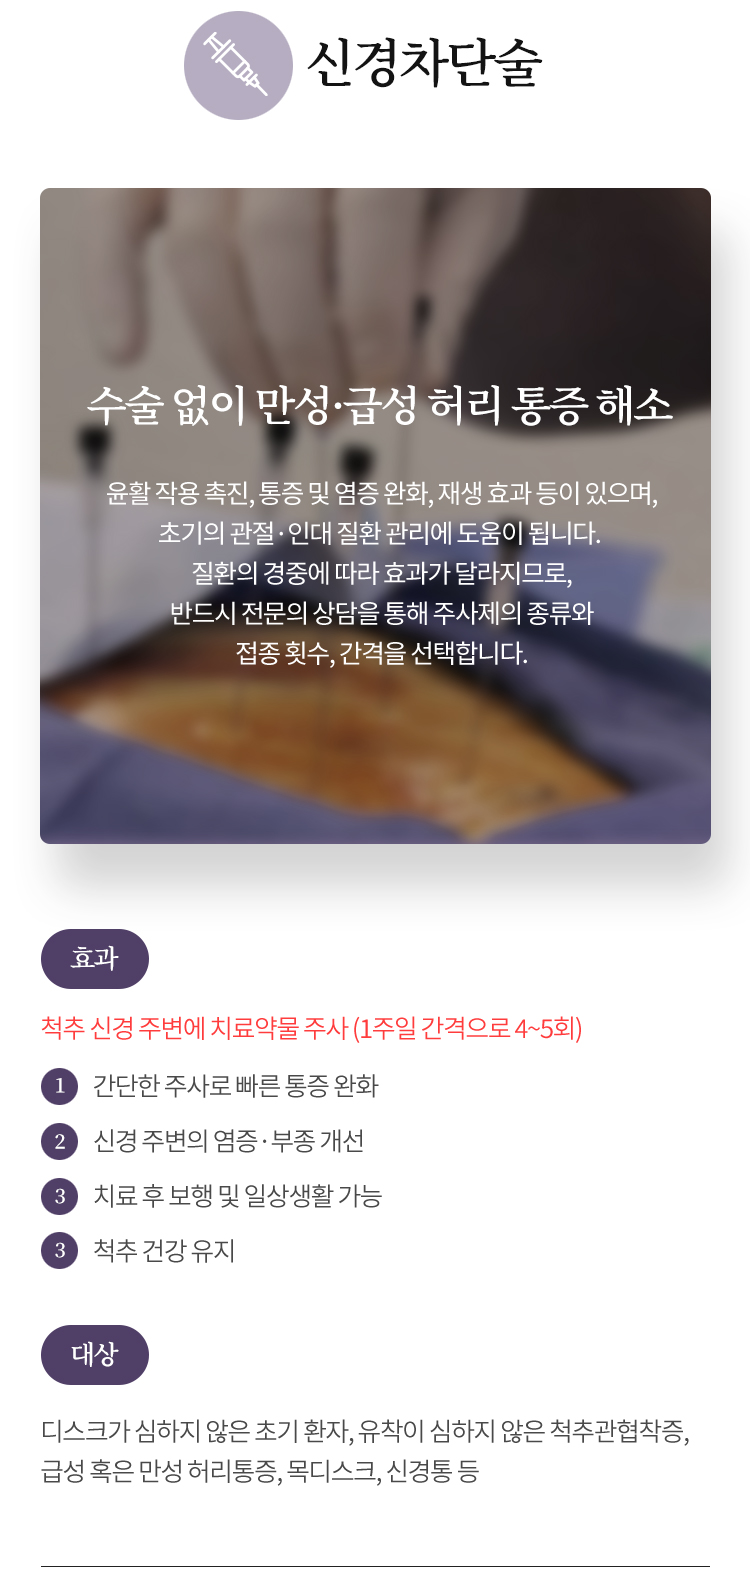 신경차단술
수술 없이 만성·급성 허리 통증 해소
윤활 작용 촉진, 통증 및 염증 완화, 재생 효과 등이 있으며,
초기의 관절·인대 질환 관리에 도움이 됩니다.
질환의 경중에 따라 효과가 달라지므로,
반드시 전문의 상담을 통해 주사제의 종류와
접종 횟수, 간격을 선택합니다.
효과
척추 신경 주변에 치료약물 주사 (1주일 간격으로 4~5회)
1 간단한 주사로 빠른 통증 완화
2 신경 주변의 염증·부종 개선
3 치료 후 보행 및 일상생활 가능
3 척추 건강 유지
대상
디스크가 심하지 않은 초기 환자, 유착이 심하지 않은 척추관협착증,
급성 혹은 만성 허리통증, 목디스크, 신경통 등